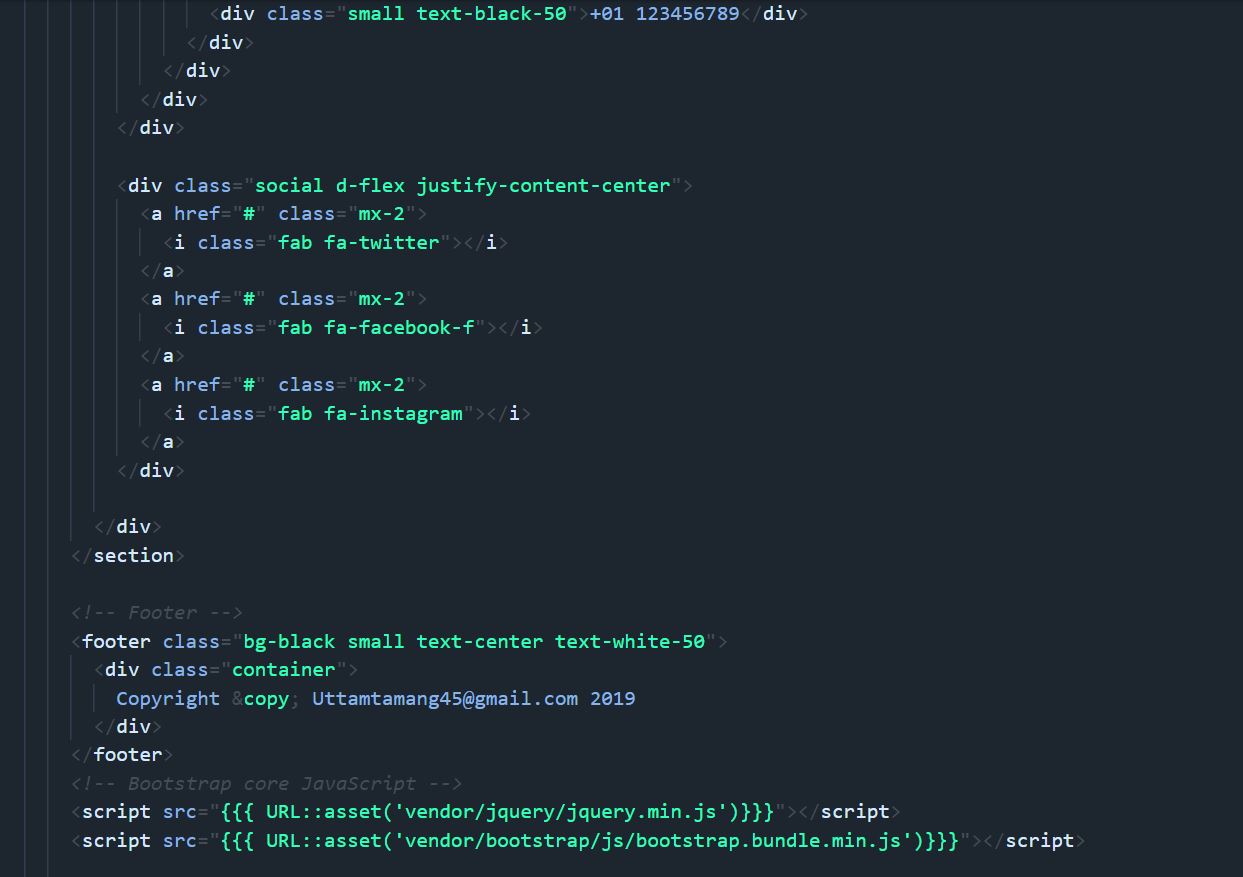 <div class="small text-black-50">+01 123456789</div>
</div>
</div>
</div>
</div>
<div class="social d-flex justify-content-center">
<a href="#" class="mx-2">
<i class="fab fa-twitter"></i>
</a>
<a href="#" class="mx-2">
<i class="fab fa-facebook-f"></i>
</a>
<a href="#" class="mx-2">
<i class="fab fa-instagram"></i>
</a>
</div>
</div>
</section>
<!-- Footer -->
<footer class="bg-black small text-center text-white-50">
<div class="container">
Copyright &copy; Uttamtamang45@gmail.com 2019
</div>
</footer>
<!-- Bootstrap core JavaScript -->
<script src="{{{ URL::asset('vendor/jquery/jquery.min.js')}}}"></script>
<script src="{{{ URL::asset('vendor/bootstrap/js/bootstrap.bundle.min.js')}}}"></script>